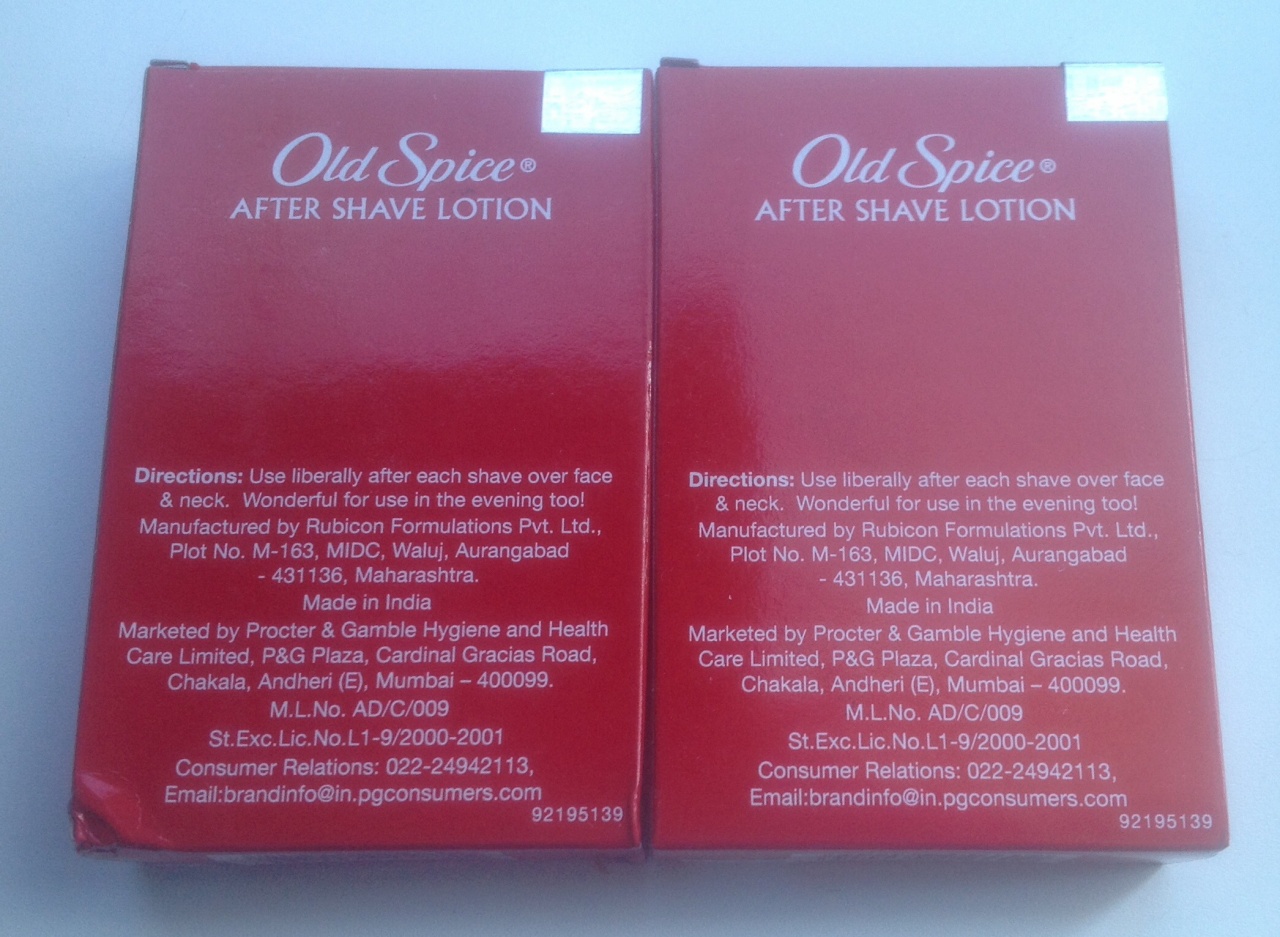 Old Spice®
AFTER SHAVE LOTION
Directions: Use liberally after each shave over face
& neck. Wonderful for use in the evening too!
Manufactured by Rubicon Formulations Pvt. Ltd.,
Plot No. M-163, MIDC, Waluj, Aurangabad
- 431136, Maharashtra.
Made in India
Marketed by Procter & Gamble Hygiene and Health
Care Limited, P&G Plaza, Cardinal Gracias Road,
Chakala, Andheri (E), Mumbai – 400099.
M.L.No. AD/C/009
St.Exc.Lic.No.L1-9/2000-2001
Consumer Relations: 022-24942113,
Email:brandinfo@in.pgconsumers.com
92195139
Old Spice®
AFTER SHAVE LOTION
Directions: Use liberally after each shave over face
& neck. Wonderful for use in the evening too!
Manufactured by Rubicon Formulations Pvt. Ltd.,
Plot No. M-163, MIDC, Waluj, Aurangabad
- 431136, Maharashtra.
Made in India
Marketed by Procter & Gamble Hygiene and Health
Care Limited, P&G Plaza, Cardinal Gracias Road,
Chakala, Andheri (E), Mumbai – 400099.
M.L.No. AD/C/009
St.Exc.Lic.No.L1-9/2000-2001
Consumer Relations: 022-24942113,
Email:brandinfo@in.pgconsumers.com
92195139